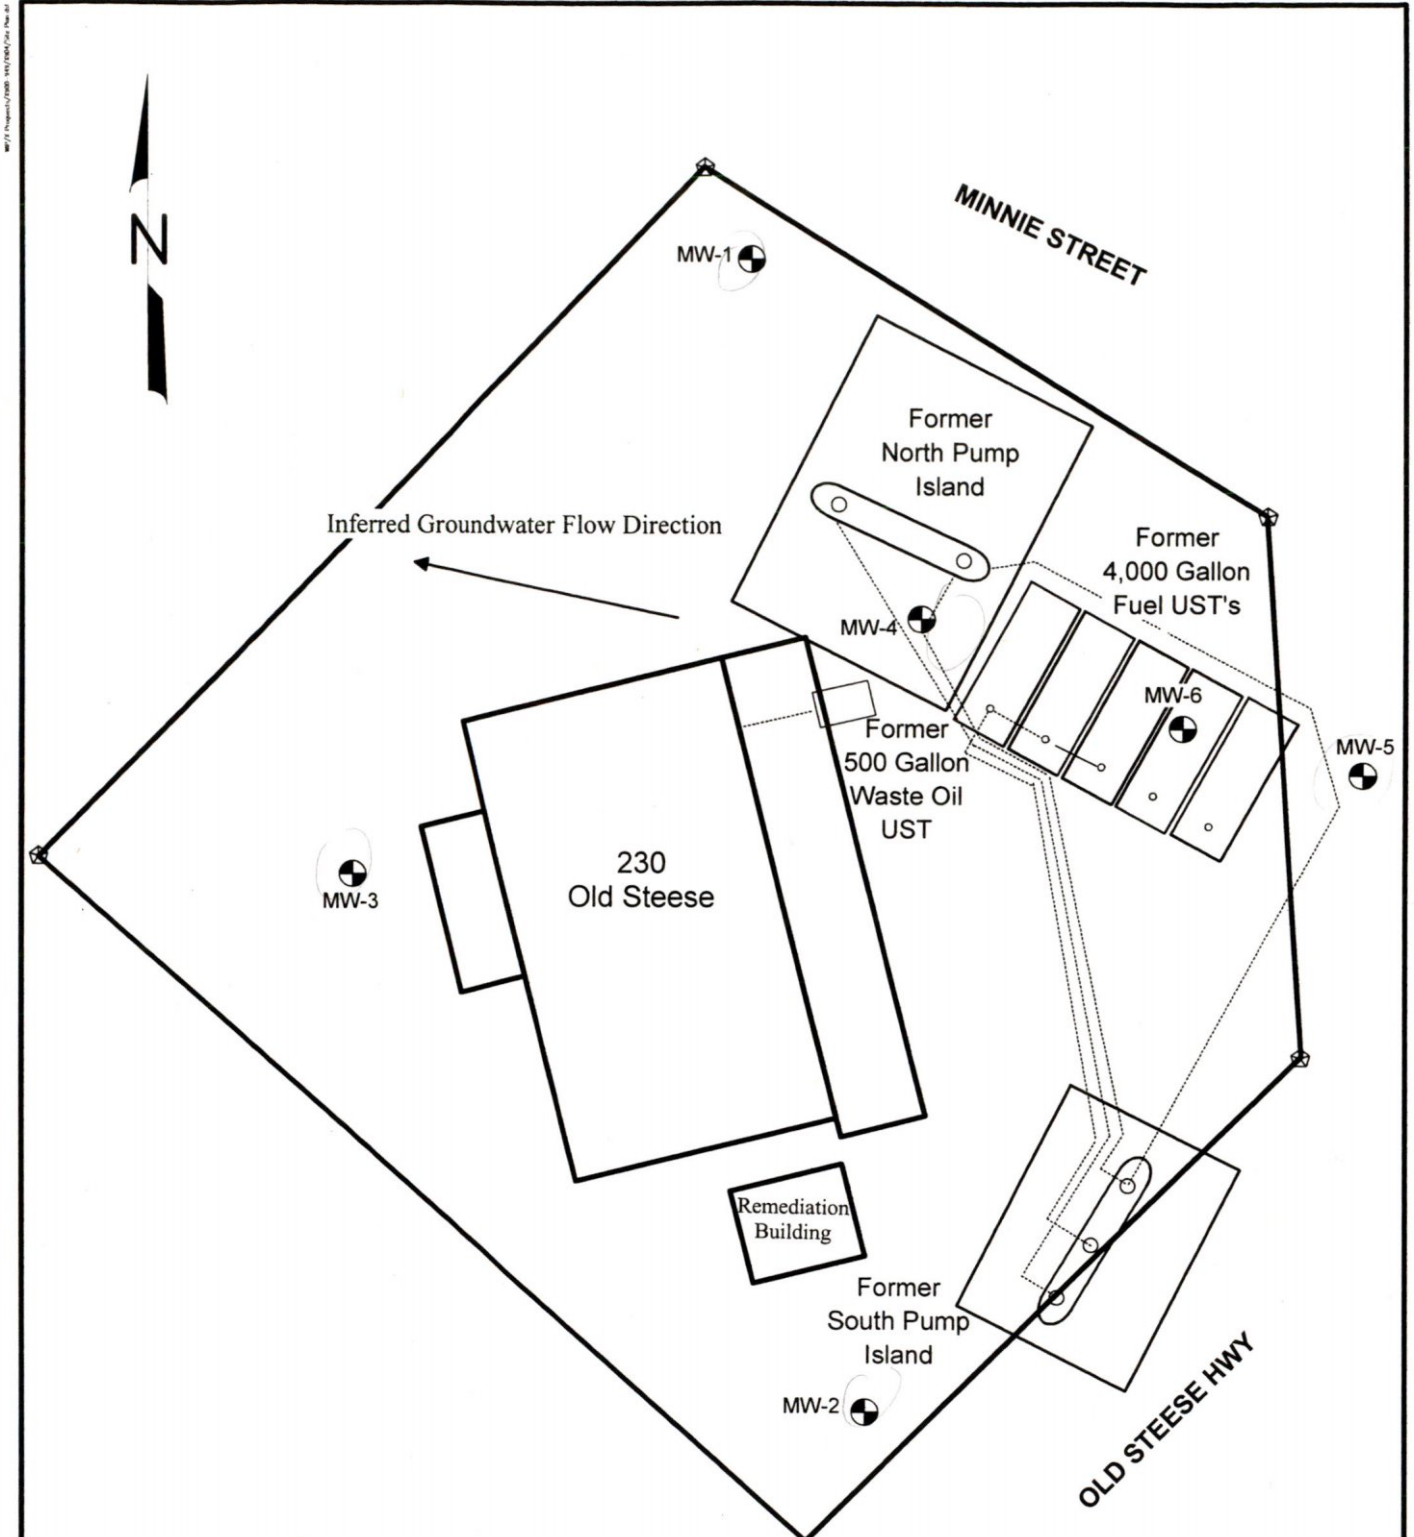 N
MINNIE STREET
MW-1
Former
North Pump
Island
Inferred Groundwater Flow Direction
Former
4,000 Gallon
Fuel UST's
MW-4
MW-6
Former
500 Gallon
Waste Oil
UST
MW-5
230
Old Steese
MW-3
Remediation
Building
Former
South Pump
Island
MW-2
OLD STEESE HWY